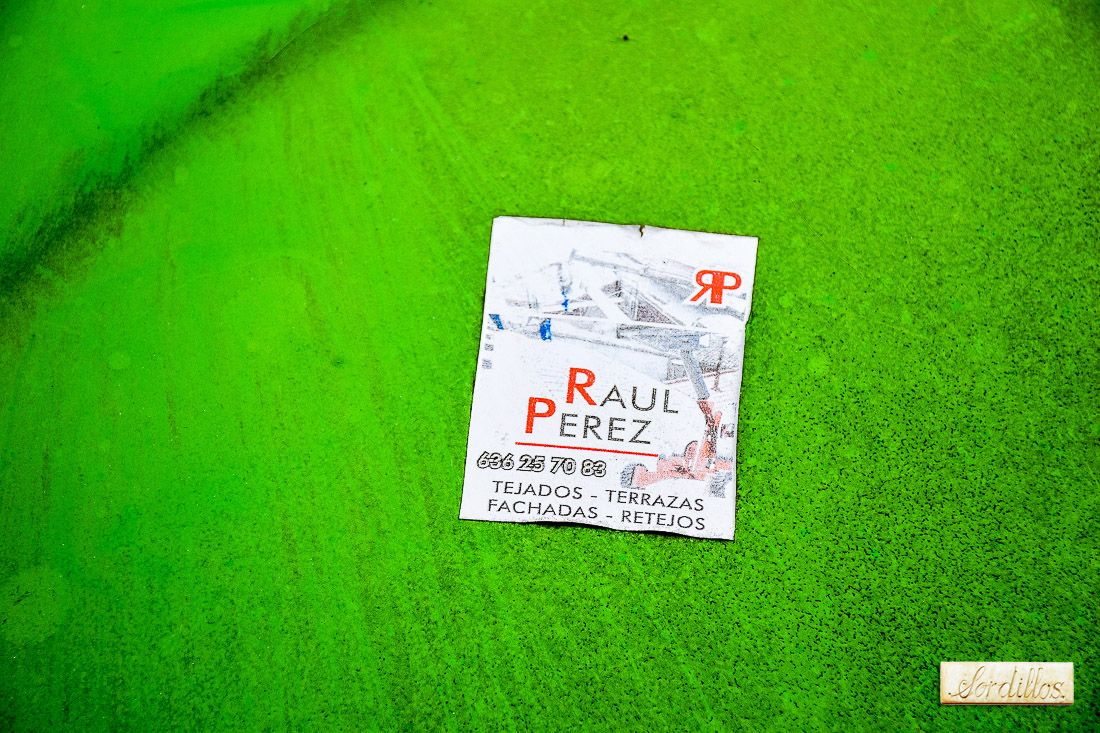 RP
RAUL
PEREZ
636 25 70 83
TEJADOS - TERRAZAS
FACHADAS - RETEJOS
Sordillos